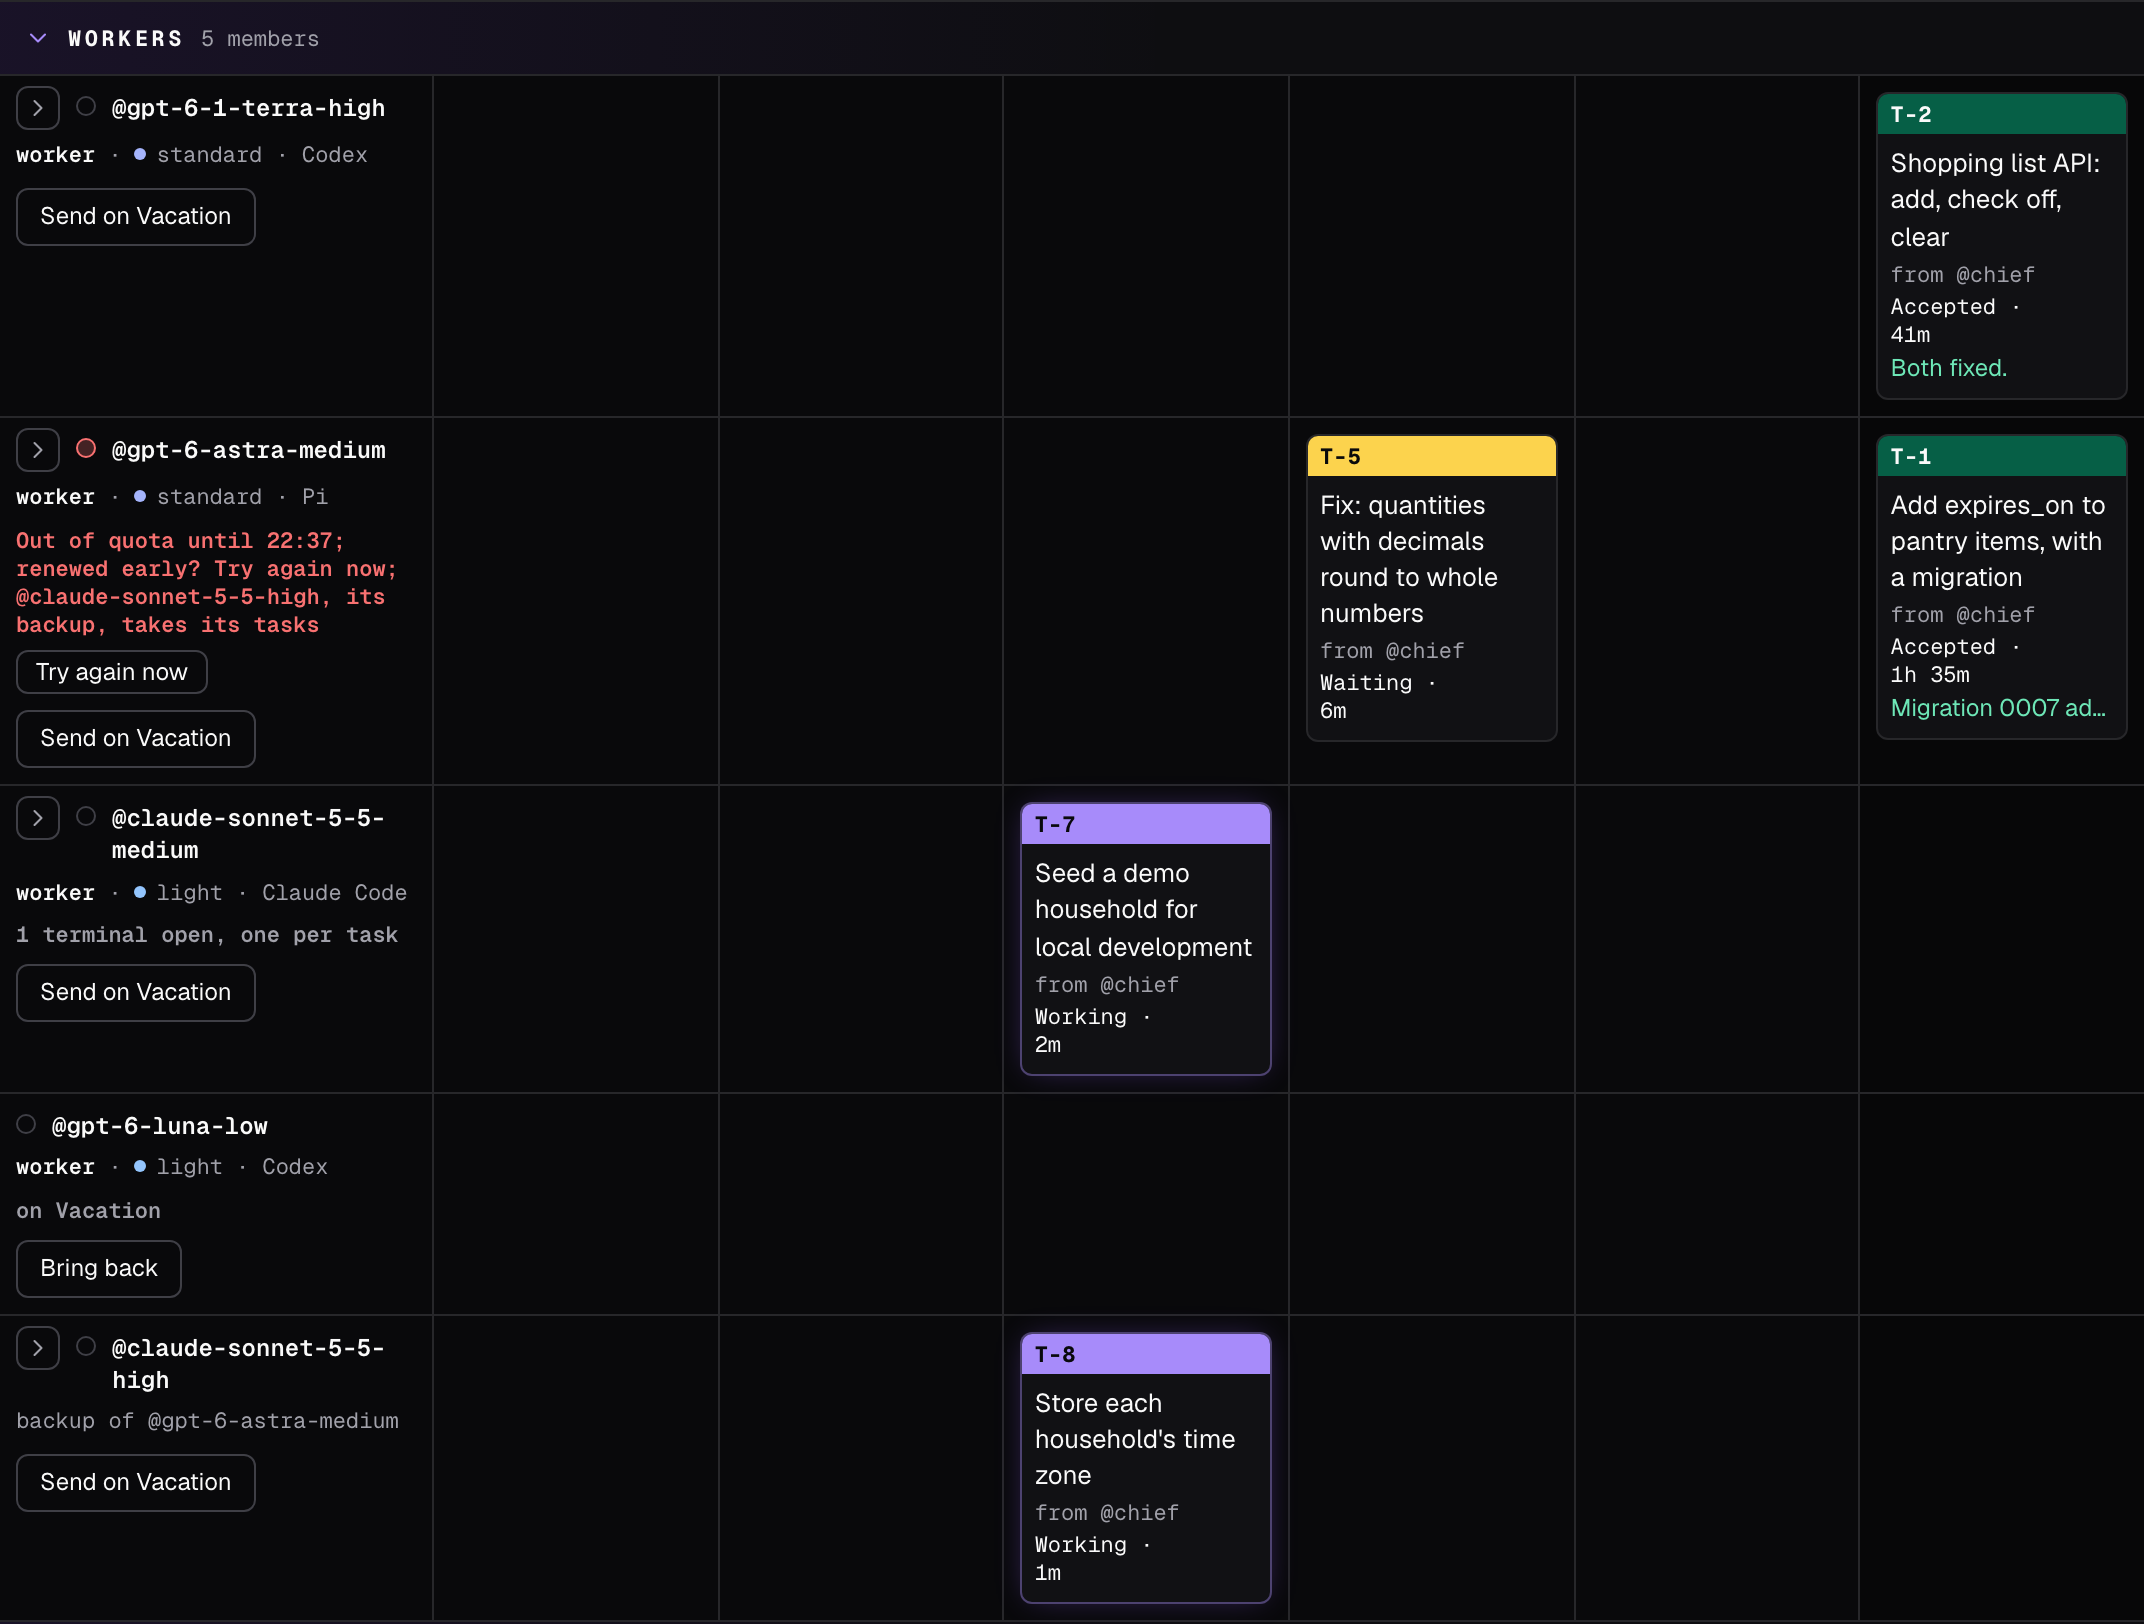 WORKERS 5 members
@gpt-6-1-terra-high
worker · standard · Codex
Send on Vacation
T-2
Shopping list API:
add, check off,
clear
from @chief
Accepted ·
41m
Both fixed.
@gpt-6-astra-medium
worker · standard · Pi
Out of quota until 22:37;
renewed early? Try again now;
@claude-sonnet-5-5-high, its
backup, takes its tasks
Try again now
Send on Vacation
T-5
Fix: quantities
with decimals
round to whole
numbers
from @chief
Waiting ·
6m
T-1
Add expires_on to
pantry items, with
a migration
from @chief
Accepted ·
1h 35m
Migration 0007 ad...
@claude-sonnet-5-5-
medium
worker · light · Claude Code
1 terminal open, one per task
Send on Vacation
T-7
Seed a demo
household for
local development
from @chief
Working ·
2m
@gpt-6-luna-low
worker · light · Codex
on Vacation
Bring back
@claude-sonnet-5-5-
high
backup of @gpt-6-astra-medium
Send on Vacation
T-8
Store each
household's time
zone
from @chief
Working ·
1m